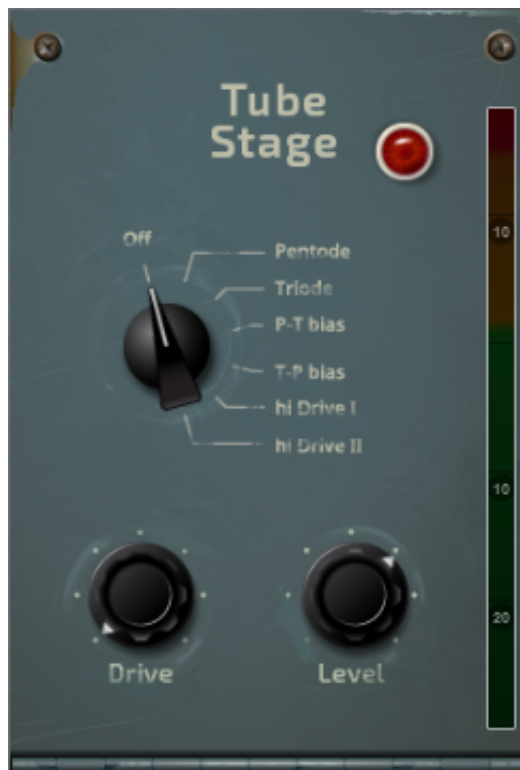 Tube
Stage
Off
Pentode
Triode
P-T bias
T-P bias
hi Drive I
hi Drive II
10
10
20
Drive
Level